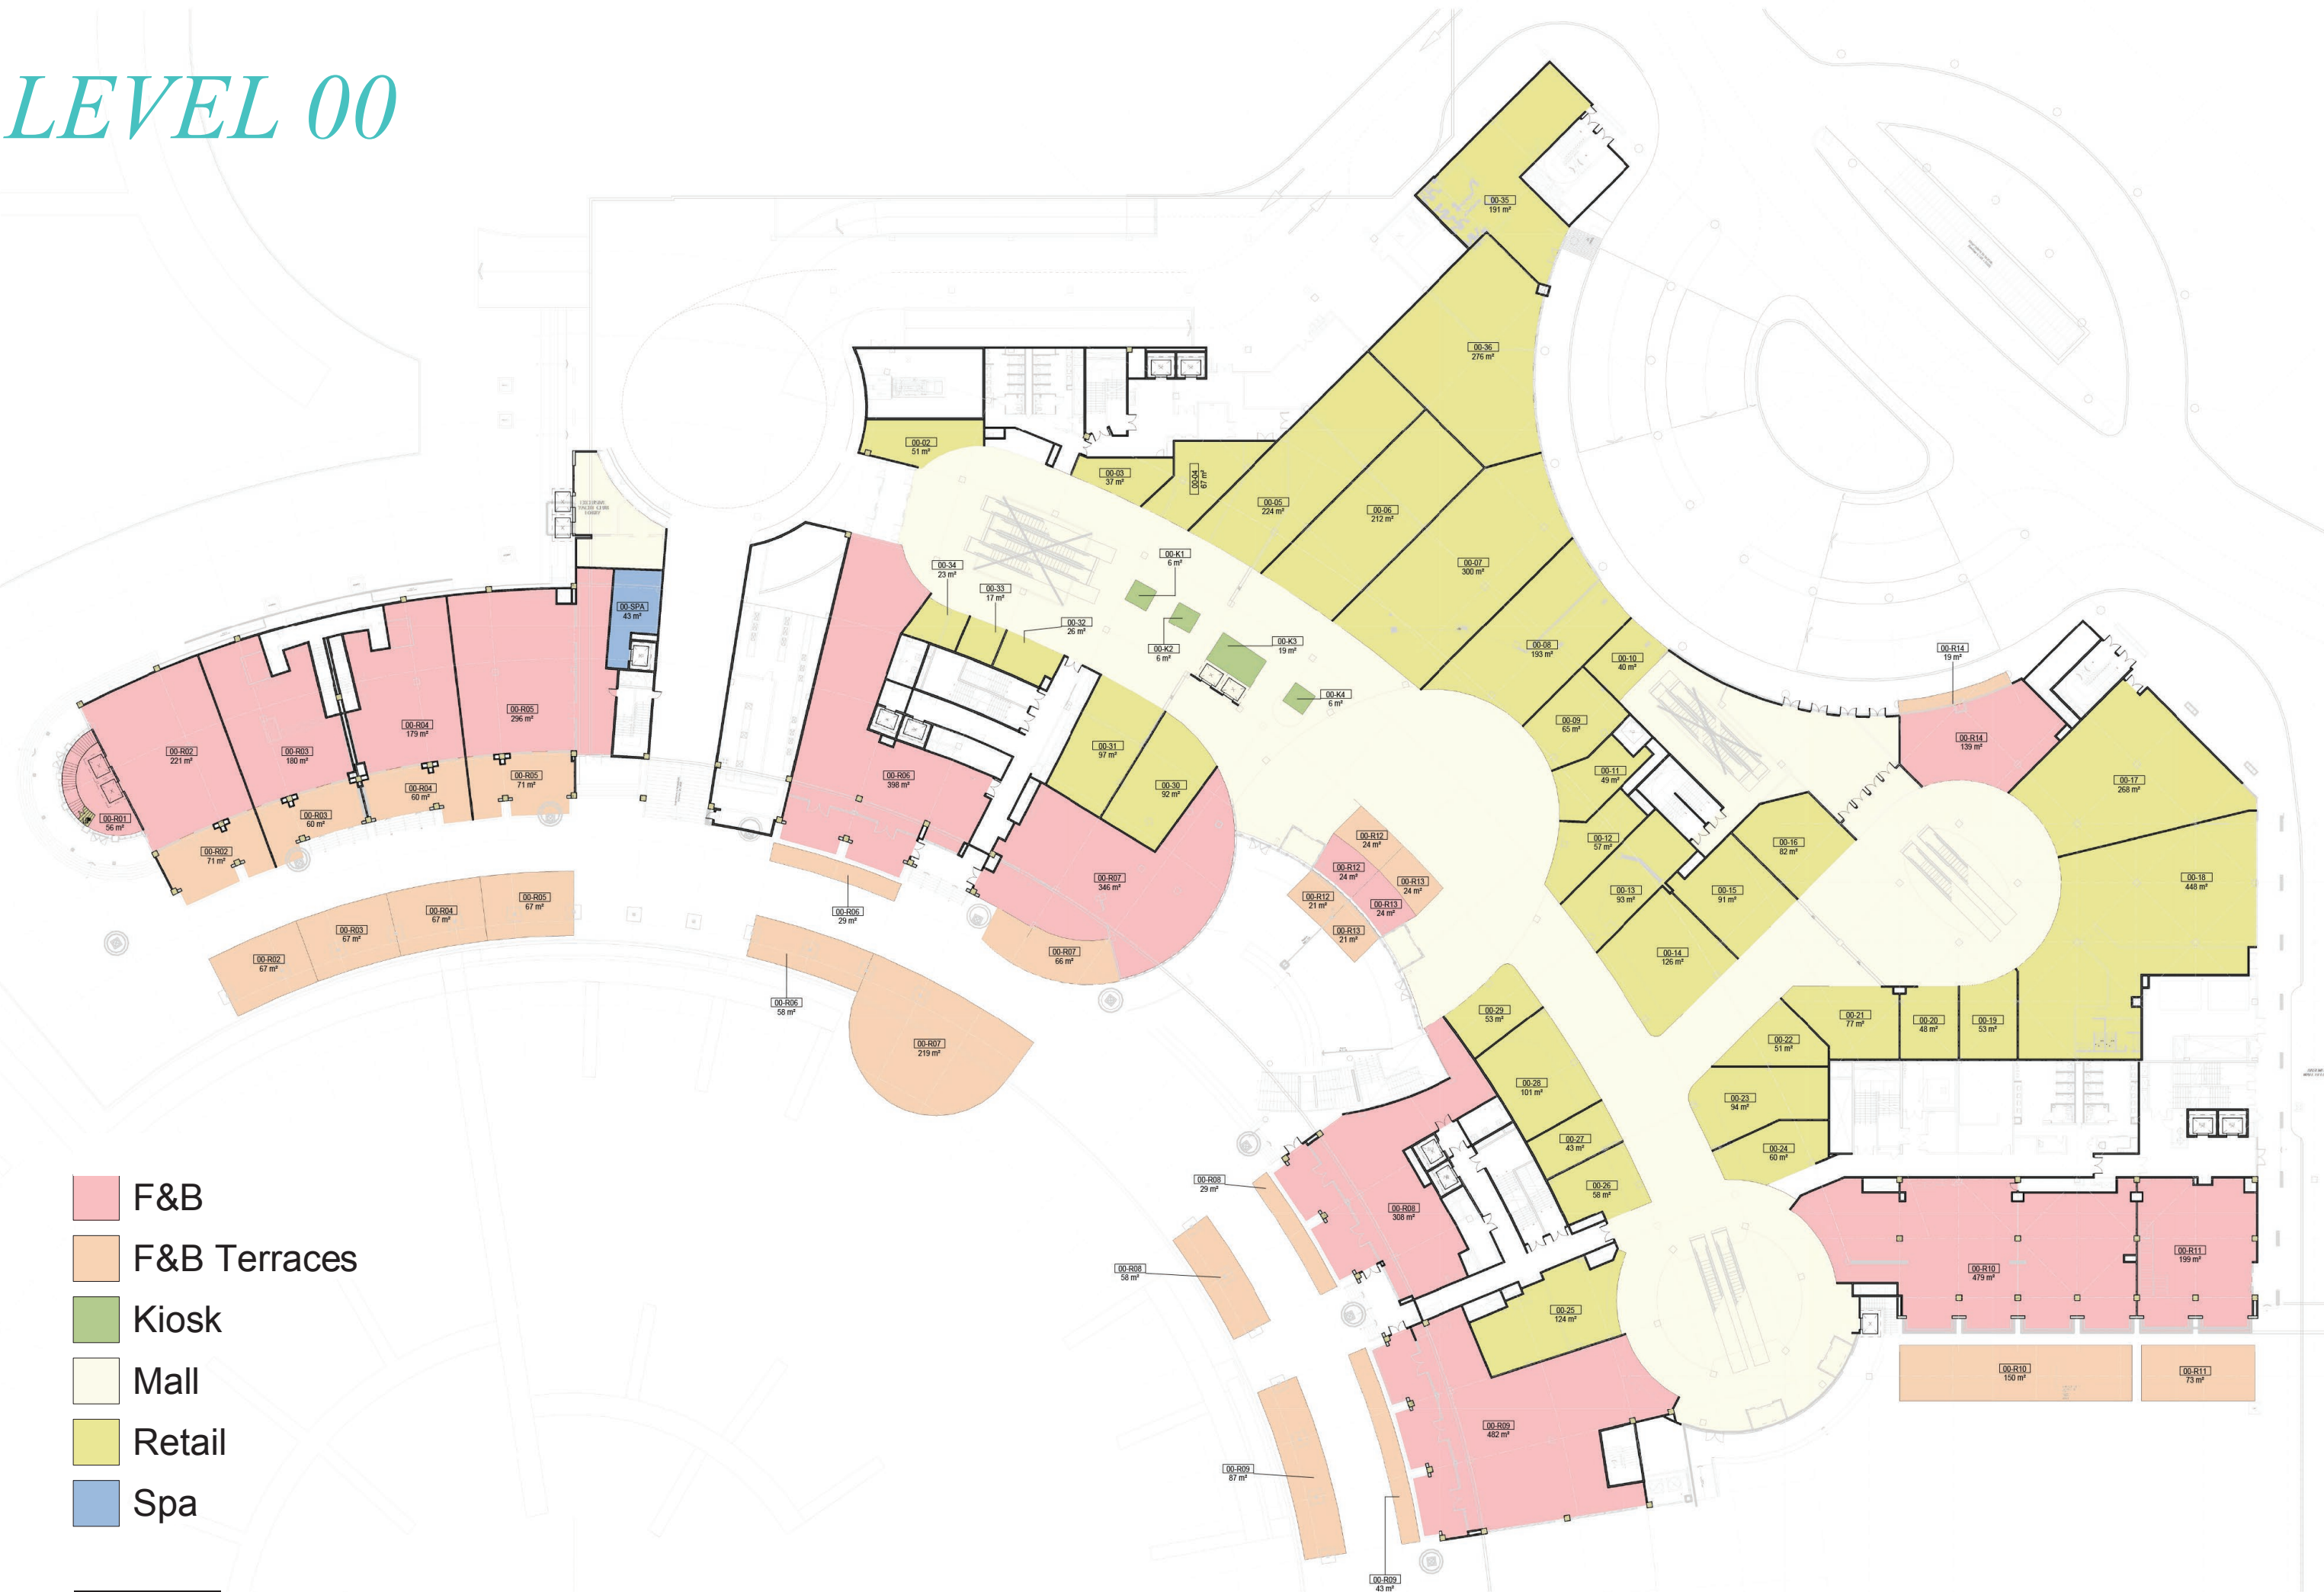 LEVEL 00
00-35
191 m²
00-36
276 m²
00-02
51 m²
00-03
37 m²
00-04
67 m²
00-05
224 m²
00-06
212 m²
00-07
300 m²
00-08
193 m²
00-10
40 m²
00-09
65 m²
00-11
49 m²
00-12
57 m²
00-13
93 m²
00-14
126 m²
00-15
91 m²
00-16
82 m²
00-R14
19 m²
00-R14
139 m²
00-17
268 m²
00-18
448 m²
00-19
53 m²
00-20
48 m²
00-21
77 m²
00-22
51 m²
00-23
94 m²
00-24
60 m²
00-K1
6 m²
00-K2
6 m²
00-K3
19 m²
00-K4
6 m²
00-34
23 m²
00-33
17 m²
00-32
26 m²
00-31
97 m²
00-30
92 m²
00-SPA
43 m²
00-R01
56 m²
00-R02
221 m²
00-R03
180 m²
00-R04
179 m²
00-R05
296 m²
00-R02
71 m²
00-R03
60 m²
00-R04
60 m²
00-R05
71 m²
00-R02
67 m²
00-R03
67 m²
00-R04
67 m²
00-R05
67 m²
00-R06
398 m²
00-R06
29 m²
00-R06
58 m²
00-R07
346 m²
00-R07
66 m²
00-R07
219 m²
00-R12
24 m²
00-R12
24 m²
00-R13
24 m²
00-R13
24 m²
00-R12
21 m²
00-R13
21 m²
00-29
53 m²
00-28
101 m²
00-27
43 m²
00-26
58 m²
00-25
124 m²
00-R08
308 m²
00-R08
29 m²
00-R08
58 m²
00-R09
482 m²
00-R09
87 m²
00-R09
43 m²
00-R10
479 m²
00-R11
199 m²
00-R10
150 m²
00-R11
73 m²
F&B
F&B Terraces
Kiosk
Mall
Retail
Spa